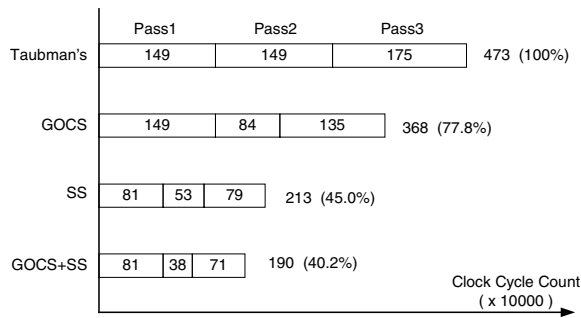 Pass1 Pass2 Pass3
Taubman's 149 149 175 473 (100%)
GOCS 149 84 135 368 (77.8%)
SS 81 53 79 213 (45.0%)
GOCS+SS 81 38 71 190 (40.2%)
Clock Cycle Count
( x 10000 )